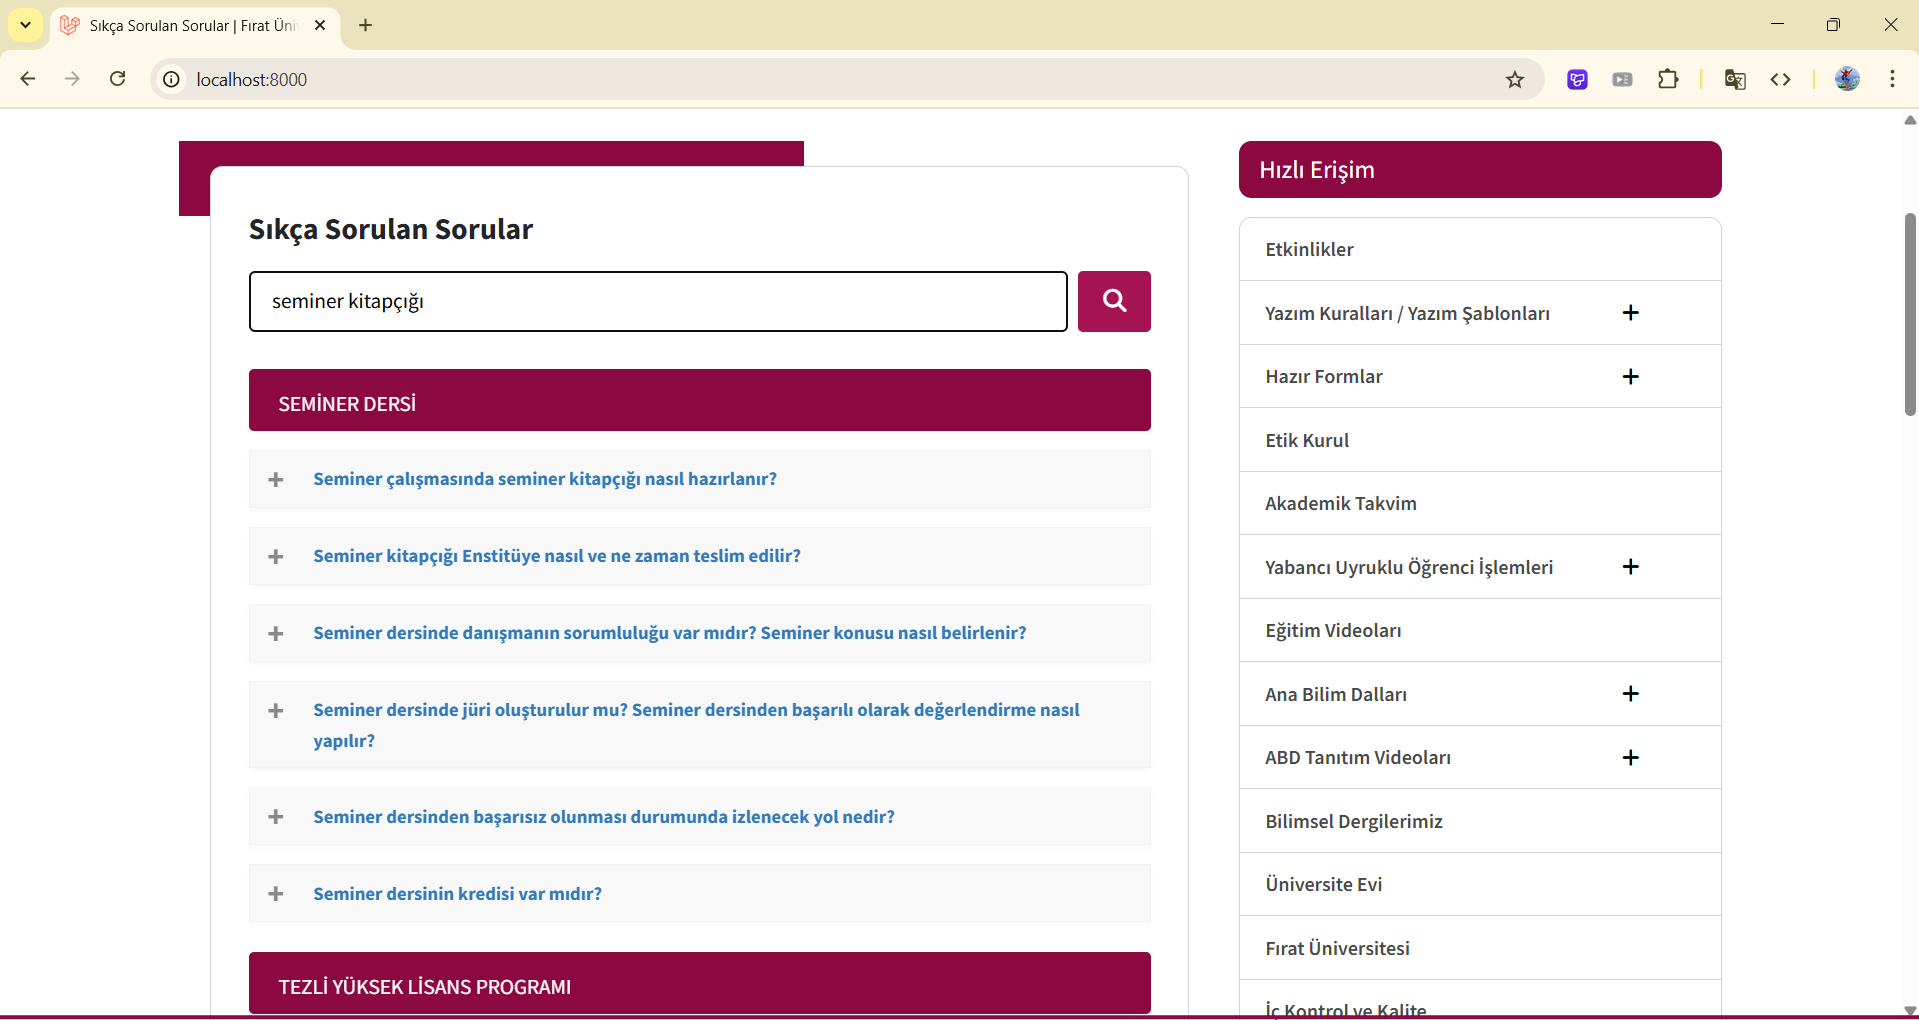 Sıkça Sorulan Sorular | Fırat Üni
localhost:8000
Sıkça Sorulan Sorular
seminer kitapçığı
SEMİNER DERSİ
Seminer çalışmasında seminer kitapçığı nasıl hazırlanır?
Seminer kitapçığı Enstitüye nasıl ve ne zaman teslim edilir?
Seminer dersinde danışmanın sorumluluğu var mıdır? Seminer konusu nasıl belirlenir?
Seminer dersinde jüri oluşturulur mu? Seminer dersinden başarılı olarak değerlendirme nasıl
yapılır?
Seminer dersinden başarısız olunması durumunda izlenecek yol nedir?
Seminer dersinin kredisi var mıdır?
TEZLİ YÜKSEK LİSANS PROGRAMI
Hızlı Erişim
Etkinlikler
Yazım Kuralları / Yazım Şablonları
Hazır Formlar
Etik Kurul
Akademik Takvim
Yabancı Uyruklu Öğrenci İşlemleri
Eğitim Videoları
Ana Bilim Dalları
ABD Tanıtım Videoları
Bilimsel Dergilerimiz
Üniversite Evi
Fırat Üniversitesi
İç Kontrol ve Kalite